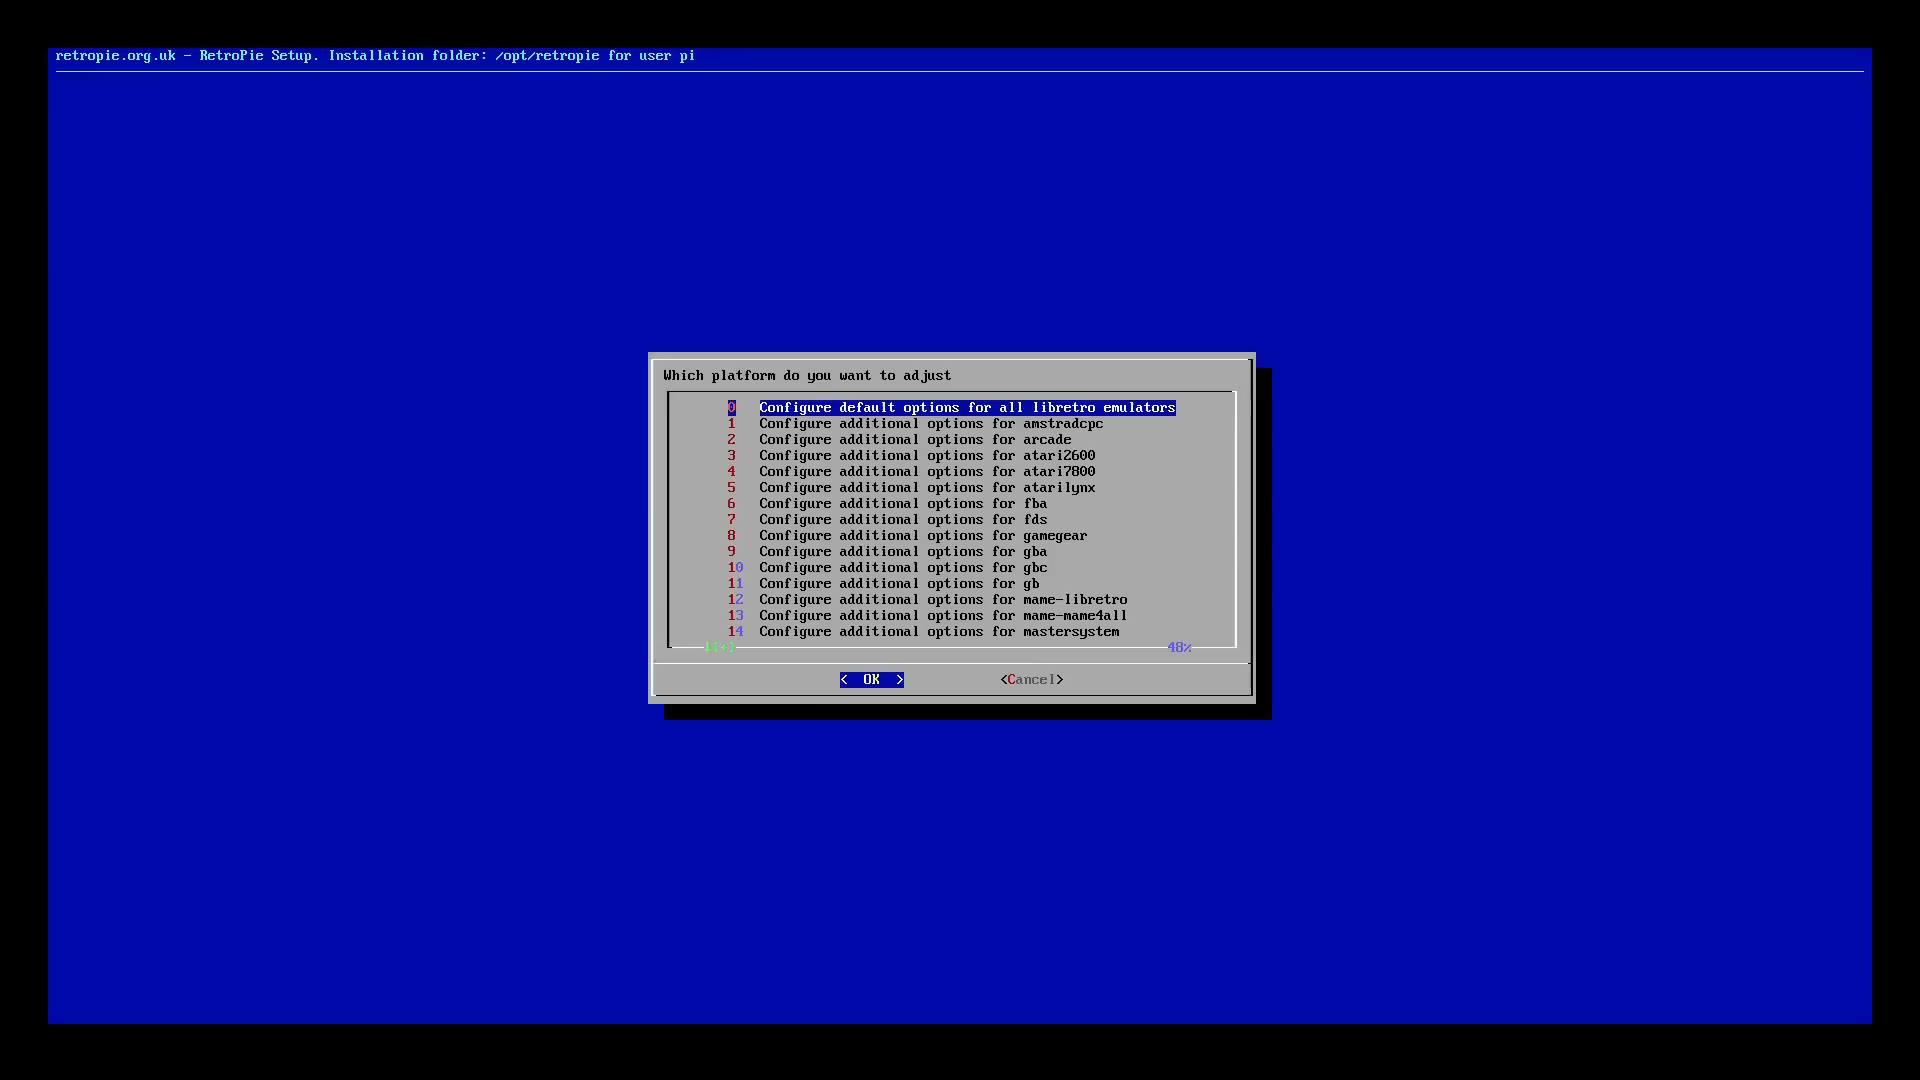 retropie.org.uk - RetroPie Setup. Installation folder: /opt/retropie for user pi
Which platform do you want to adjust
0 Configure default options for all libretro emulators
1 Configure additional options for amstradcpc
2 Configure additional options for arcade
3 Configure additional options for atari2600
4 Configure additional options for atari7800
5 Configure additional options for atarilynx
6 Configure additional options for fba
7 Configure additional options for fds
8 Configure additional options for gamegear
9 Configure additional options for gba
10 Configure additional options for gbc
11 Configure additional options for gb
12 Configure additional options for mame-libretro
13 Configure additional options for mame-mame4all
14 Configure additional options for mastersystem
↓(+) 48%
< OK > <Cancel>